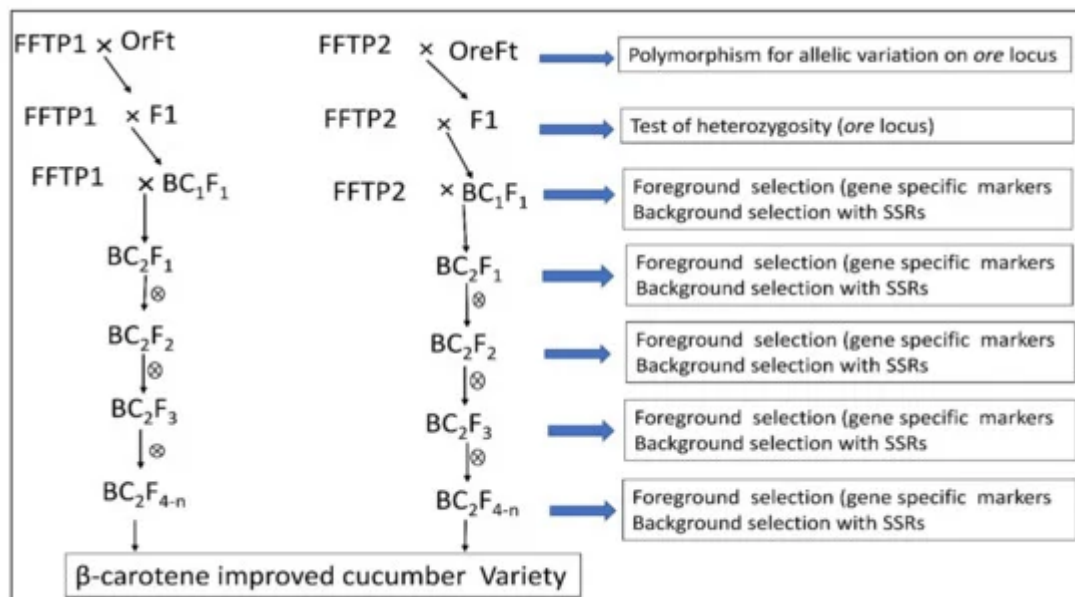 FFTP1 × OrFt FFTP2 × OreFt Polymorphism for allelic variation on ore locus
FFTP1 × F1 FFTP2 × F1 Test of heterozygosity (ore locus)
FFTP1 × BC₁F₁ FFTP2 × BC₁F₁ Foreground selection (gene specific markers
Background selection with SSRs
BC₂F₁ BC₂F₁ Foreground selection (gene specific markers
Background selection with SSRs
⊗ ⊗
BC₂F₂ BC₂F₂ Foreground selection (gene specific markers
Background selection with SSRs
⊗ ⊗
BC₂F₃ BC₂F₃ Foreground selection (gene specific markers
Background selection with SSRs
⊗ ⊗
BC₂F₄₋ₙ BC₂F₄₋ₙ Foreground selection (gene specific markers
Background selection with SSRs
β-carotene improved cucumber Variety